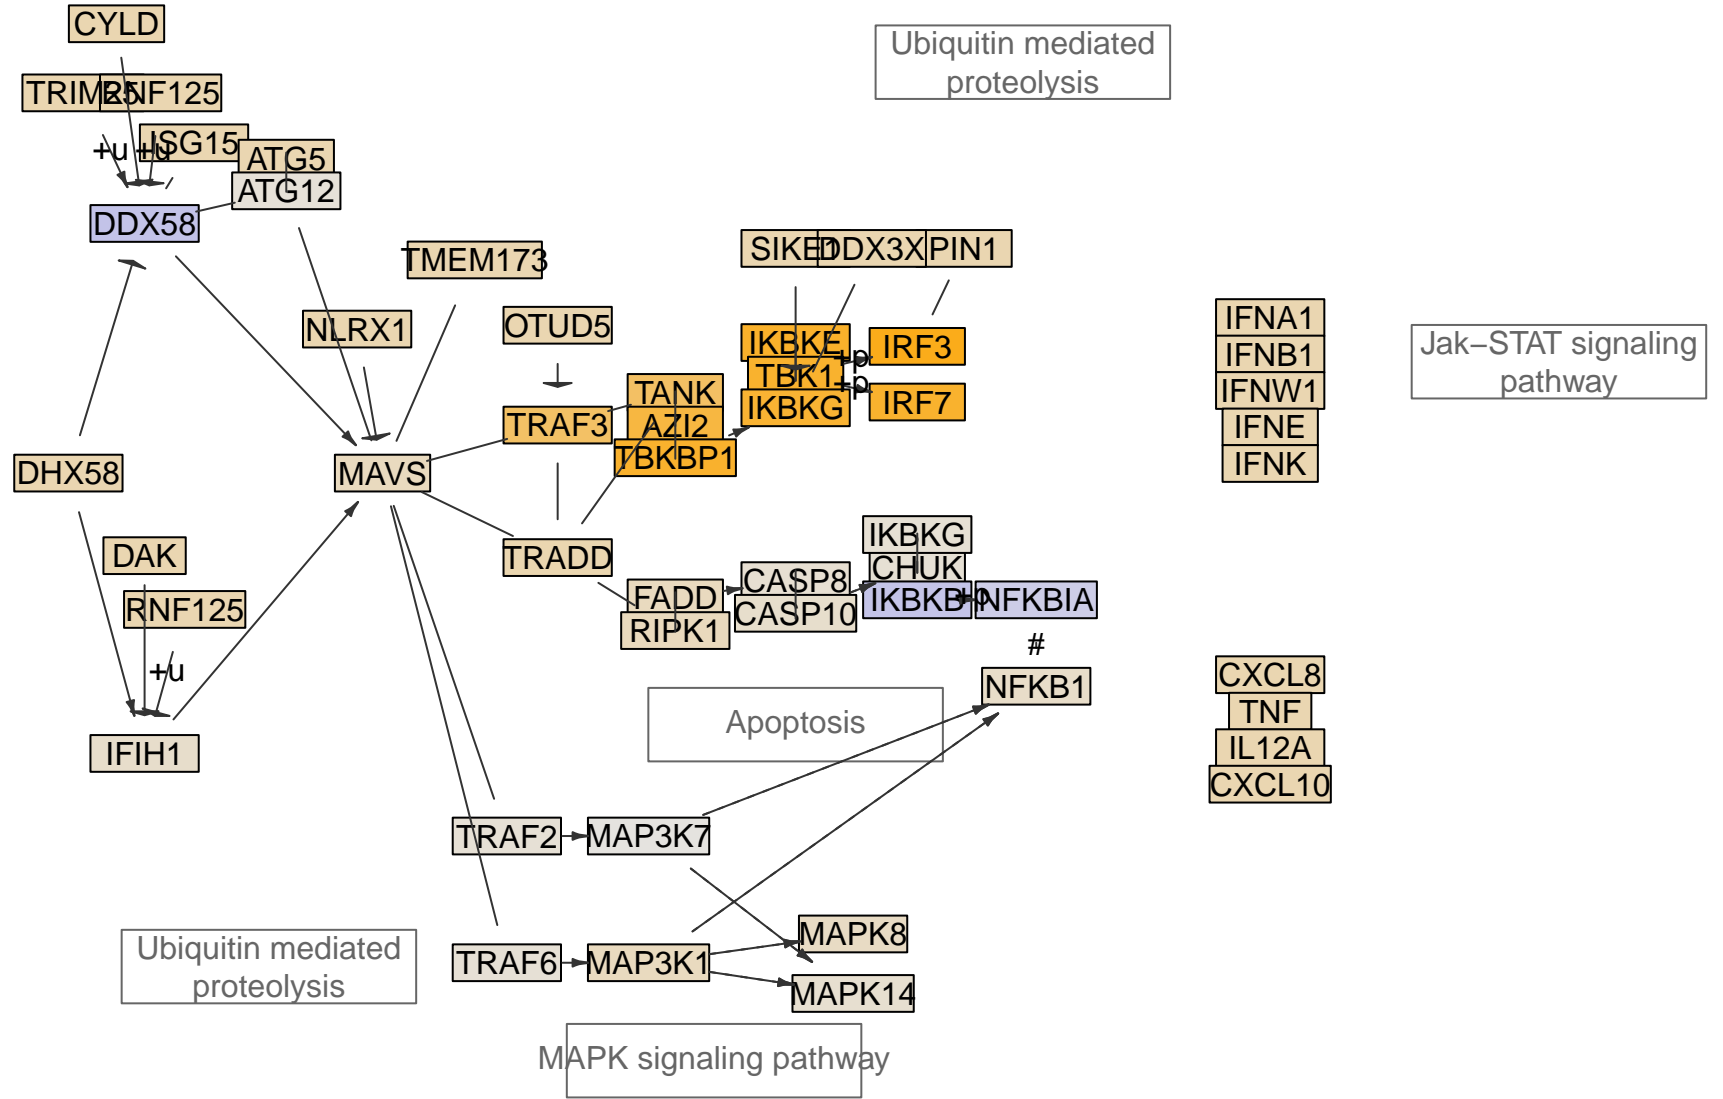 CYLD
Ubiquitin mediated
proteolysis
TRIM25
RNF125
ISG15
+u
+u
ATG5
ATG12
DDX58
TMEM173
SIKE1
DDX3X
PIN1
NLRX1
OTUD5
IKBKE
TBK1
IKBKG
+p
+p
IRF3
IRF7
IFNA1
IFNB1
IFNW1
IFNE
IFNK
Jak–STAT signaling
pathway
TANK
AZI2
TBKBP1
TRAF3
DHX58
MAVS
DAK
RNF125
+u
IFIH1
TRADD
FADD
RIPK1
CASP8
CASP10
IKBKG
CHUK
IKBKB
+p
NFKBIA
#
NFKB1
Apoptosis
CXCL8
TNF
IL12A
CXCL10
TRAF2
MAP3K7
TRAF6
MAP3K1
MAPK8
MAPK14
Ubiquitin mediated
proteolysis
MAPK signaling pathway